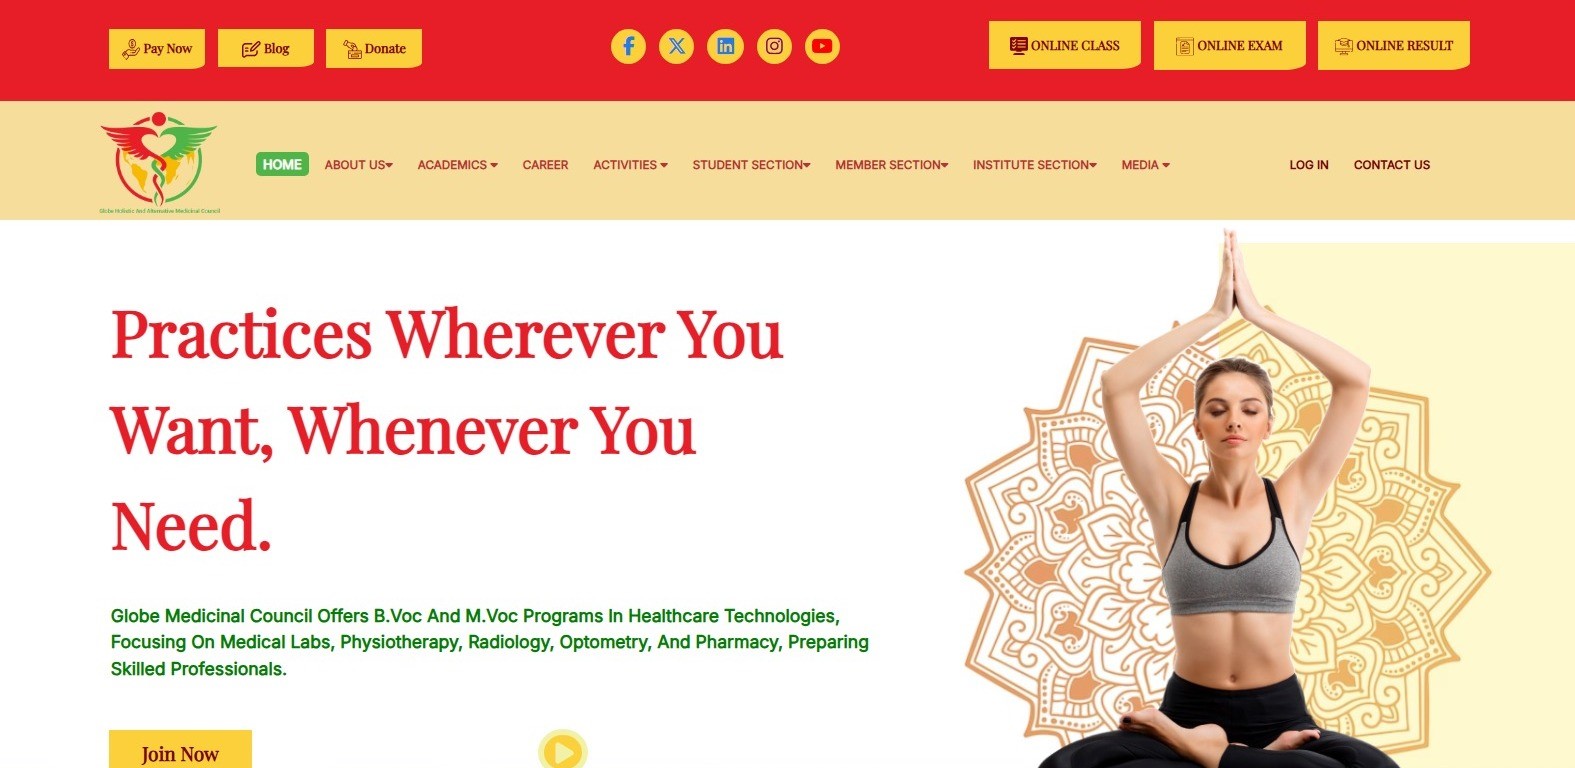 Pay Now
Blog
Donate
ONLINE CLASS
ONLINE EXAM
ONLINE RESULT
Globe Holistic And Alternative Medicinal Council
HOME
ABOUT US
ACADEMICS
CAREER
ACTIVITIES
STUDENT SECTION
MEMBER SECTION
INSTITUTE SECTION
MEDIA
LOG IN
CONTACT US
Practices Wherever You
Want, Whenever You
Need.
Globe Medicinal Council Offers B.Voc And M.Voc Programs In Healthcare Technologies,
Focusing On Medical Labs, Physiotherapy, Radiology, Optometry, And Pharmacy, Preparing
Skilled Professionals.
Join Now